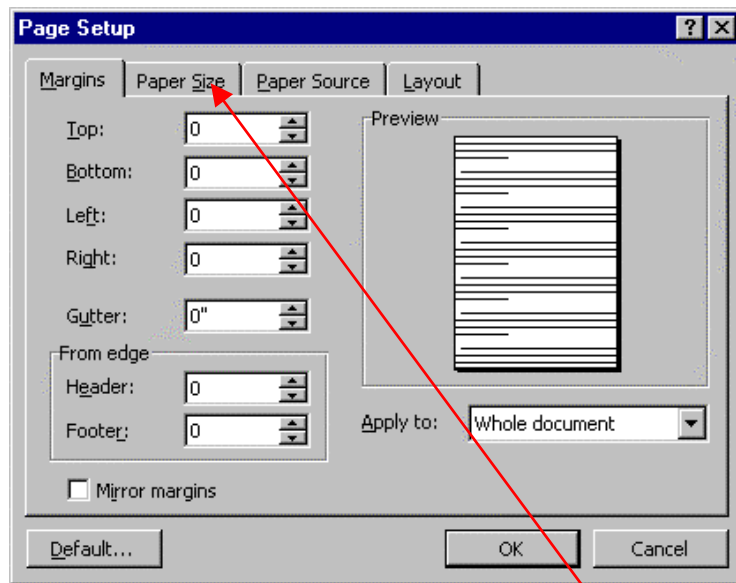 Page Setup
Margins Paper Size Paper Source Layout
Top: 0
Bottom: 0
Left: 0
Right: 0
Gutter: 0"
From edge
Header: 0
Footer: 0
Mirror margins
Preview
Apply to: Whole document
Default... OK Cancel